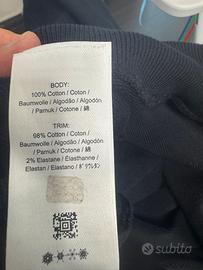 BODY:
100% Cotton / Coton /
Baumwolle / Algodão / Algodón
/ Pamuk / Cotone / 綿
TRIM:
98% Cotton / Coton /
Baumwolle / Algodão / Algodón
/ Pamuk / Cotone / 綿
2% Elastane / Élasthanne /
Elastan / Elastano / ポリウレタン
subito